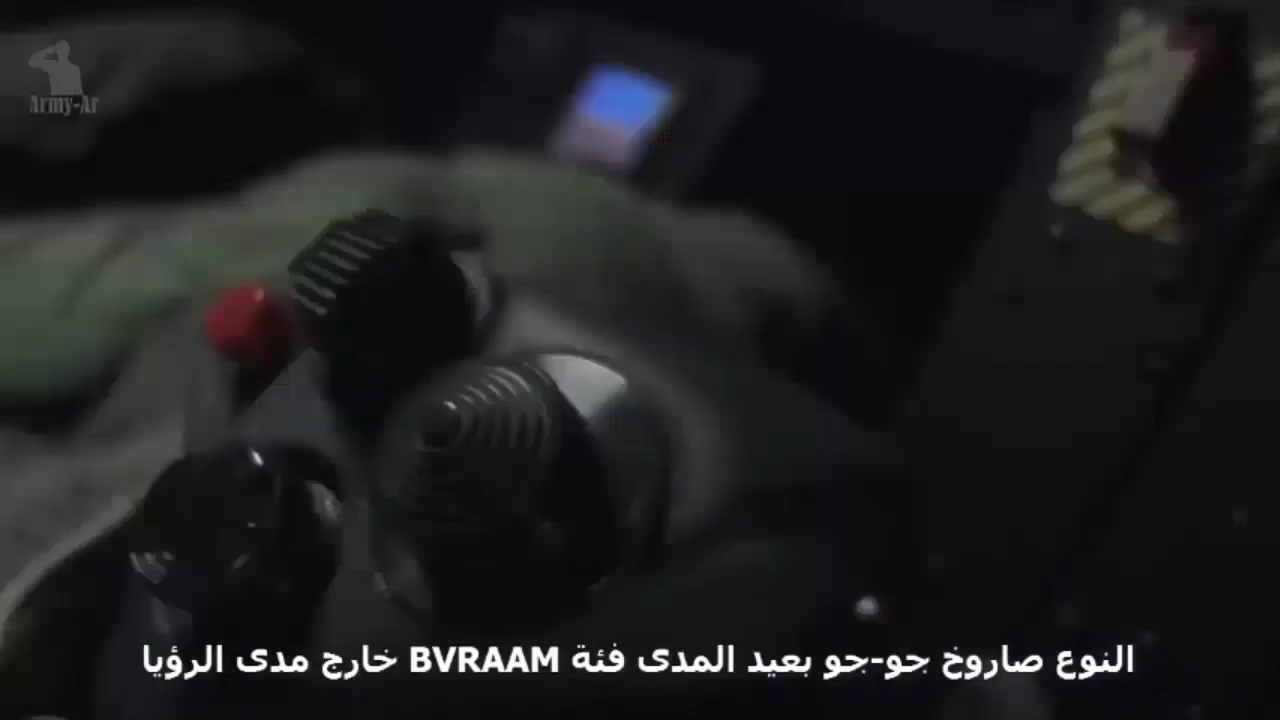 Army-Ar
النوع صاروخ جو-جو بعيد المدى فئة BVRAAM خارج مدى الرؤيا